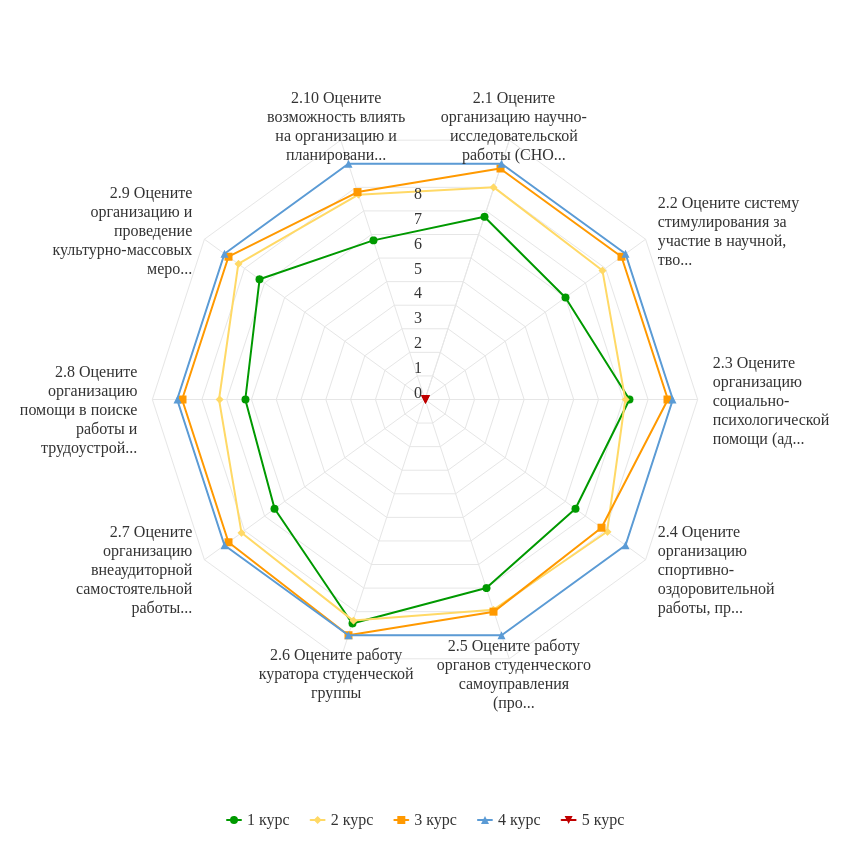 2.10 Оцените
возможность влиять
на организацию и
планировани...
2.1 Оцените
организацию научно-
исследовательской
работы (СНО...
2.9 Оцените
организацию и
проведение
культурно-массовых
меро...
2.2 Оцените систему
стимулирования за
участие в научной,
тво...
8
7
6
5
4
3
2
1
0
2.8 Оцените
организацию
помощи в поиске
работы и
трудоустрой...
2.3 Оцените
организацию
социально-
психологической
помощи (ад...
2.7 Оцените
организацию
внеаудиторной
самостоятельной
работы...
2.4 Оцените
организацию
спортивно-
оздоровительной
работы, пр...
2.6 Оцените работу
куратора студенческой
группы
2.5 Оцените работу
органов студенческого
самоуправления
(про...
1 курс 2 курс 3 курс 4 курс 5 курс